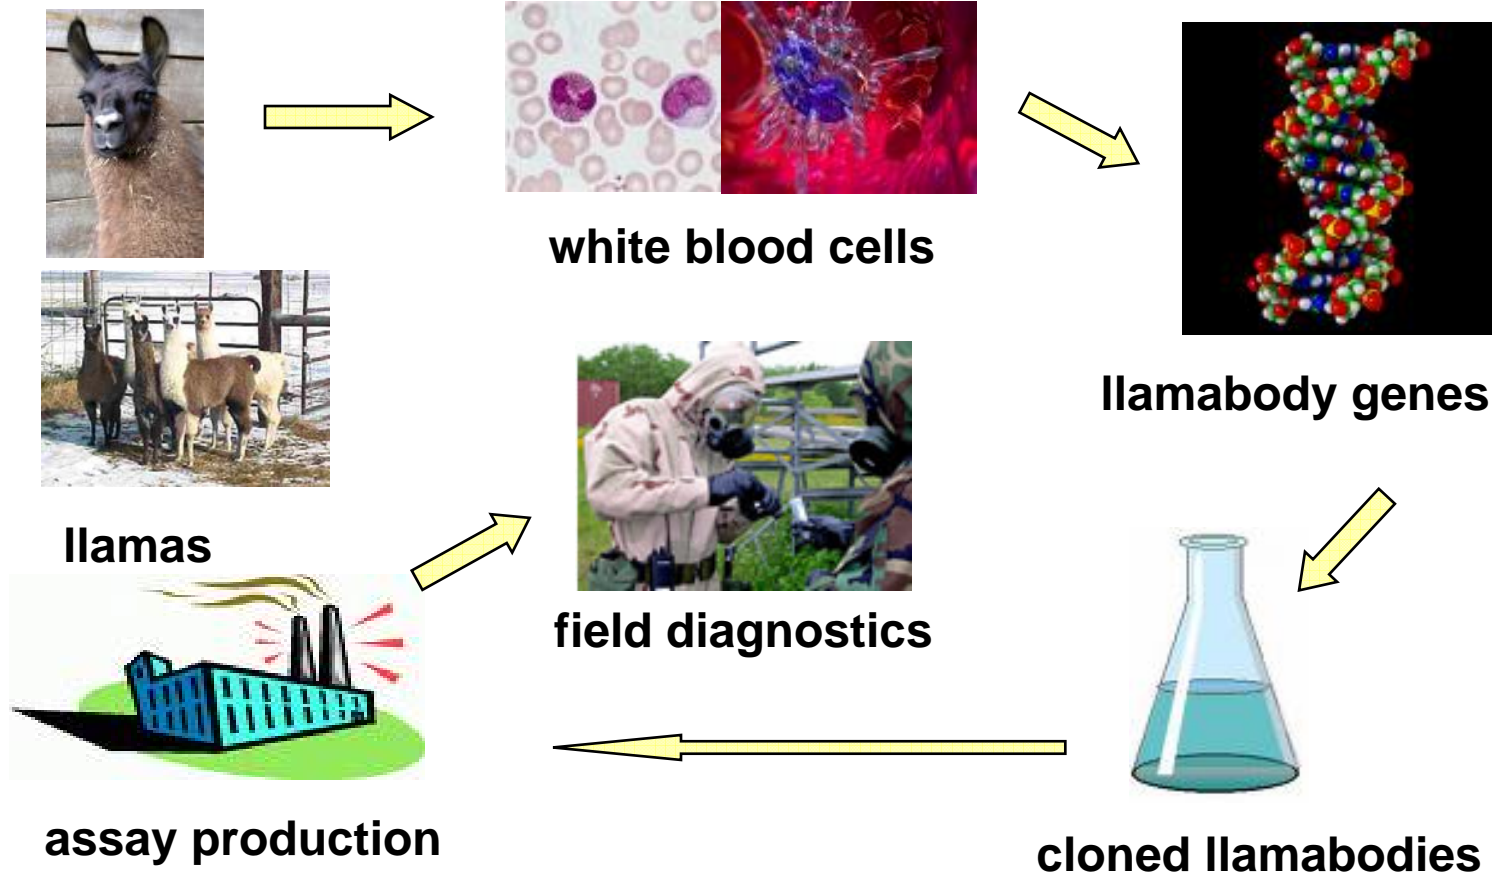 white blood cells
llamabody genes
llamas
field diagnostics
assay production
cloned llamabodies